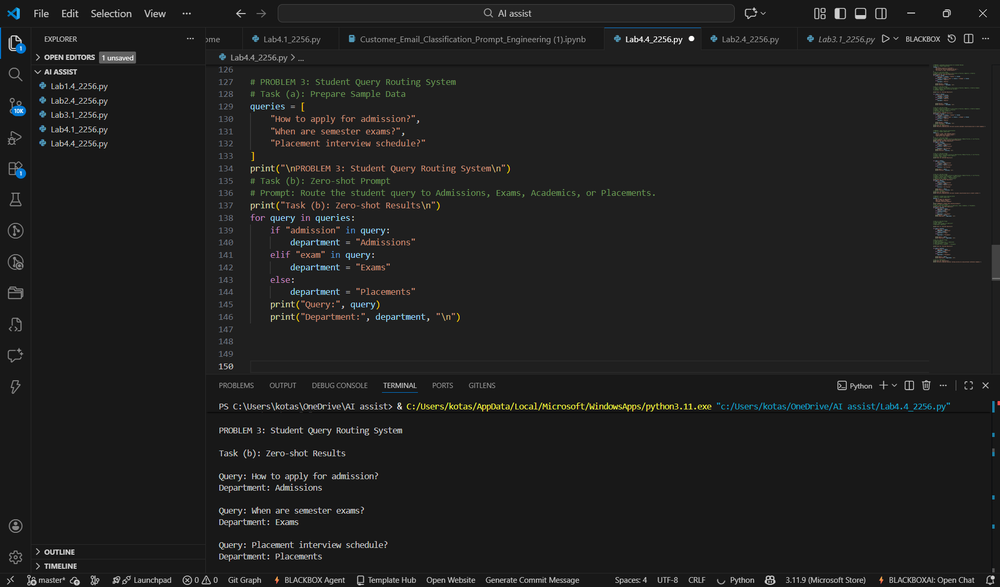 File Edit Selection View ··· AI assist
EXPLORER ···
OPEN EDITORS 1 unsaved
AI ASSIST
Lab1.4_2256.py
Lab2.4_2256.py
Lab3.1_2256.py
Lab4.1_2256.py
Lab4.4_2256.py
OUTLINE
TIMELINE
1
10K
1
ome Lab4.1_2256.py Customer_Email_Classification_Prompt_Engineering (1).ipynb Lab4.4_2256.py Lab2.4_2256.py Lab3.1_2256.py BLACKBOX ···
Lab4.4_2256.py > ...
126
127 # PROBLEM 3: Student Query Routing System
128 # Task (a): Prepare Sample Data
129 queries = [
130     "How to apply for admission?",
131     "When are semester exams?",
132     "Placement interview schedule?"
133 ]
134 print("\nPROBLEM 3: Student Query Routing System\n")
135 # Task (b): Zero-shot Prompt
136 # Prompt: Route the student query to Admissions, Exams, Academics, or Placements.
137 print("Task (b): Zero-shot Results\n")
138 for query in queries:
139     if "admission" in query:
140         department = "Admissions"
141     elif "exam" in query:
142         department = "Exams"
143     else:
144         department = "Placements"
145     print("Query:", query)
146     print("Department:", department, "\n")
147
148
149
150
PROBLEMS OUTPUT DEBUG CONSOLE TERMINAL PORTS GITLENS Python ···
PS C:\Users\kotas\OneDrive\AI assist> & C:/Users/kotas/AppData/Local/Microsoft/WindowsApps/python3.11.exe "c:/Users/kotas/OneDrive/AI assist/Lab4.4_2256.py"
PROBLEM 3: Student Query Routing System
Task (b): Zero-shot Results
Query: How to apply for admission?
Department: Admissions
Query: When are semester exams?
Department: Exams
Query: Placement interview schedule?
Department: Placements
master* Launchpad 0 0 Git Graph BLACKBOX Agent Template Hub Open Website Generate Commit Message Spaces: 4 UTF-8 CRLF Python 3.11.9 (Microsoft Store) BLACKBOXAI: Open Chat